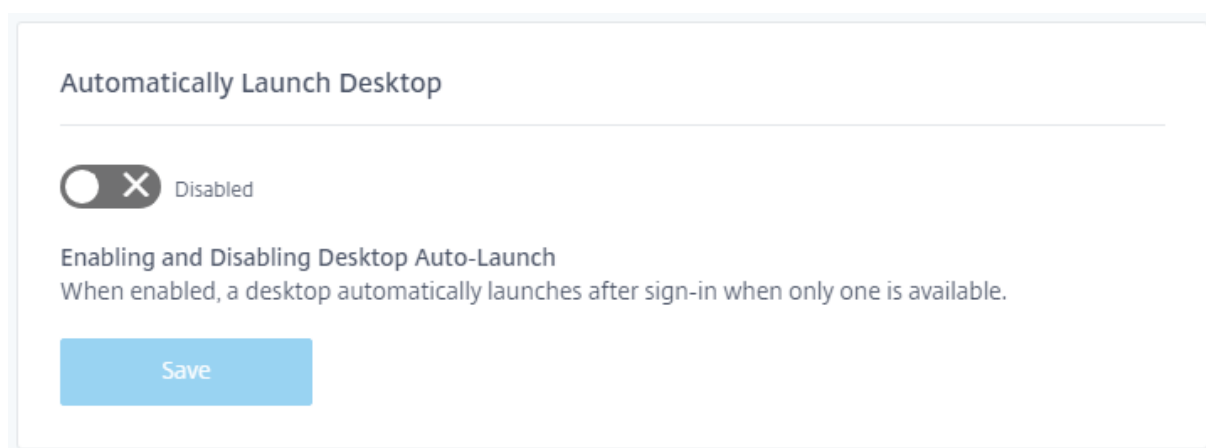 Automatically Launch Desktop
Disabled
Enabling and Disabling Desktop Auto-Launch
When enabled, a desktop automatically launches after sign-in when only one is available.
Save